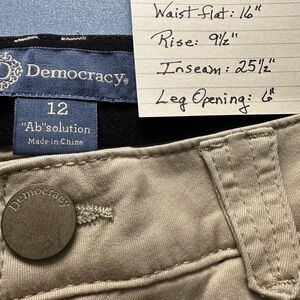 Waist flat: 16"
Rise: 9½"
Inseam: 25½"
Leg Opening: 6"
Democracy®
12
"Ab"solution
Made in China
Democracy